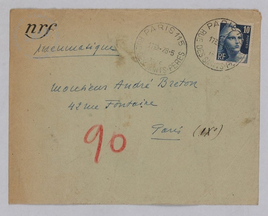 nrf
Pneumatique
Monsieur André Breton
42 rue Fontaine
Paris (IXe)
90
PARIS